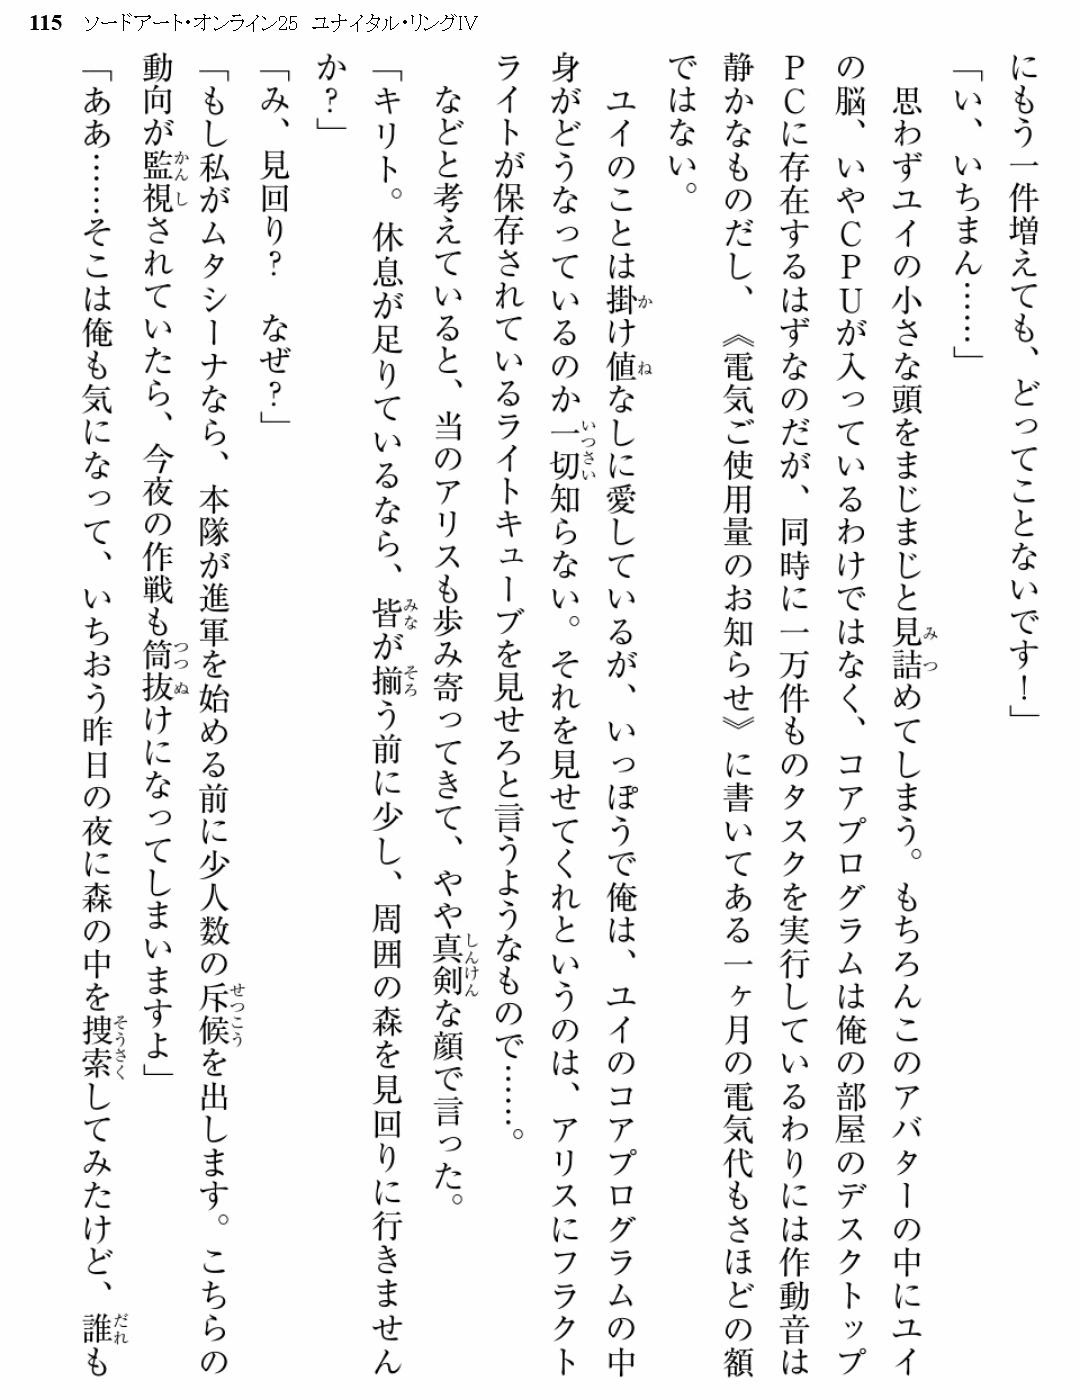 115 ソードアート・オンライン25 ユナイタル・リングⅣ
にもう一件増えても、どってことないです！」
「い、いちまん……」
　思わずユイの小さな頭をまじまじと見詰めてしまう。もちろんこのアバターの中にユイ
の脳、いやＣＰＵが入っているわけではなく、コアプログラムは俺の部屋のデスクトップ
ＰＣに存在するはずなのだが、同時に一万件ものタスクを実行しているわりには作動音は
静かなものだし、《電気ご使用量のお知らせ》に書いてある一ヶ月の電気代もさほどの額
ではない。
　ユイのことは掛け値なしに愛しているが、いっぽうで俺は、ユイのコアプログラムの中
身がどうなっているのか一切知らない。それを見せてくれというのは、アリスにフラクト
ライトが保存されているライトキューブを見せろと言うようなもので……。
　などと考えていると、当のアリスも歩み寄ってきて、やや真剣な顔で言った。
「キリト。休息が足りているなら、皆が揃う前に少し、周囲の森を見回りに行きません
か？」
「み、見回り？　なぜ？」
「もし私がムタシーナなら、本隊が進軍を始める前に少人数の斥候を出します。こちらの
動向が監視されていたら、今夜の作戦も筒抜けになってしまいますよ」
「ああ……そこは俺も気になって、いちおう昨日の夜に森の中を捜索してみたけど、誰も